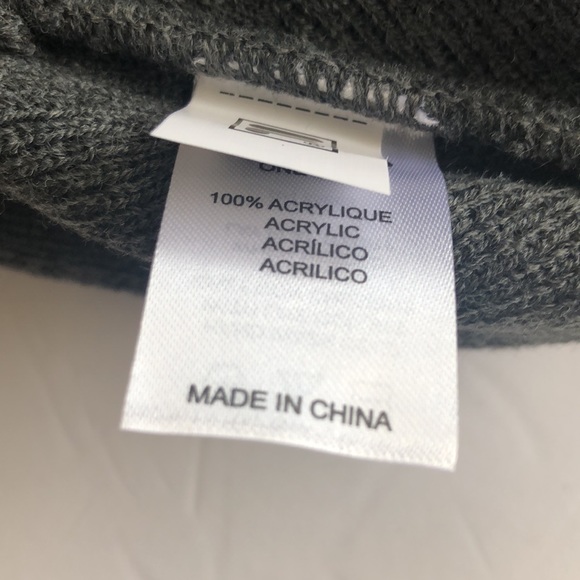 100% ACRYLIQUE
ACRYLIC
ACRÍLICO
ACRILICO
MADE IN CHINA